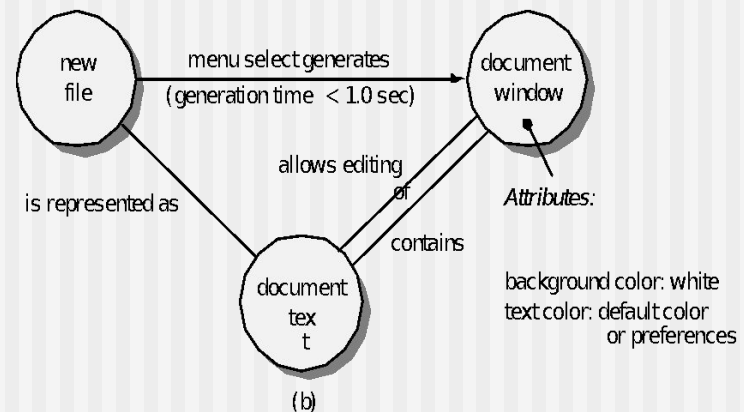 new
file
menu select generates
(generation time < 1.0 sec)
document
window
allows editing
of
is represented as
Attributes:
contains
document
tex
t
background color: white
text color: default color
or preferences
(b)